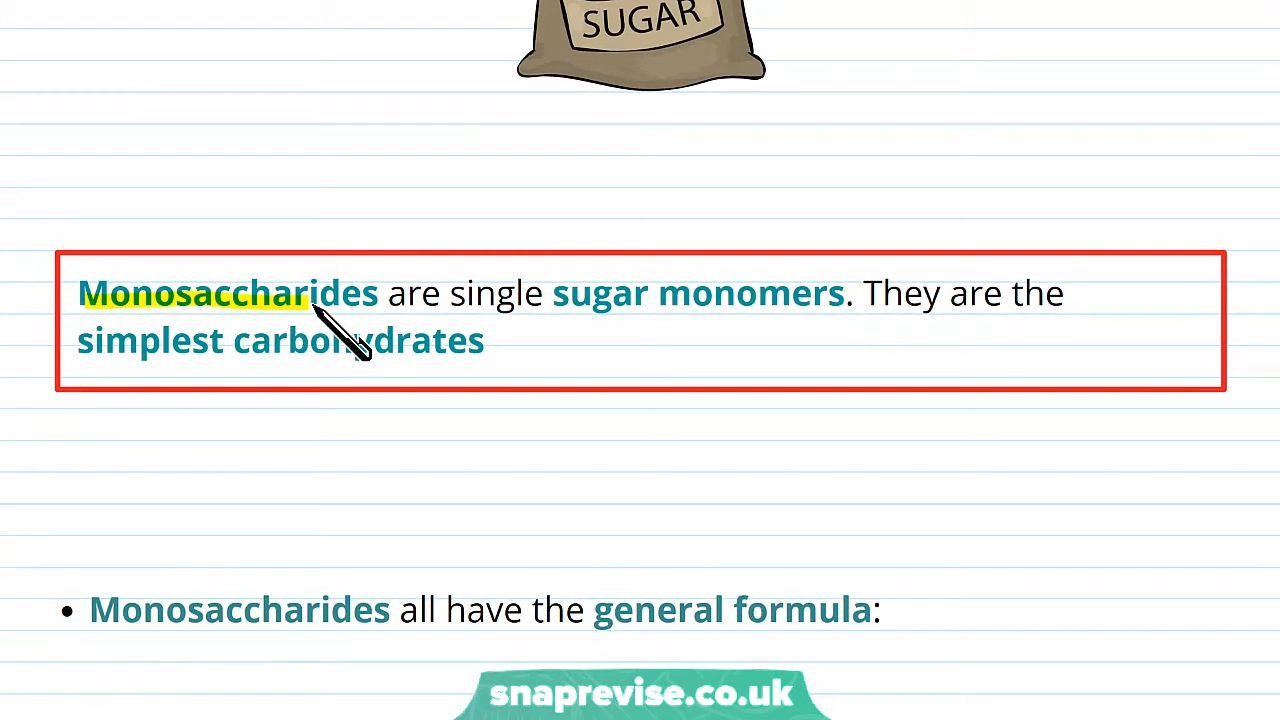 SUGAR
Monosaccharides are single sugar monomers. They are the
simplest carbohydrates
• Monosaccharides all have the general formula:
snaprevise.co.uk